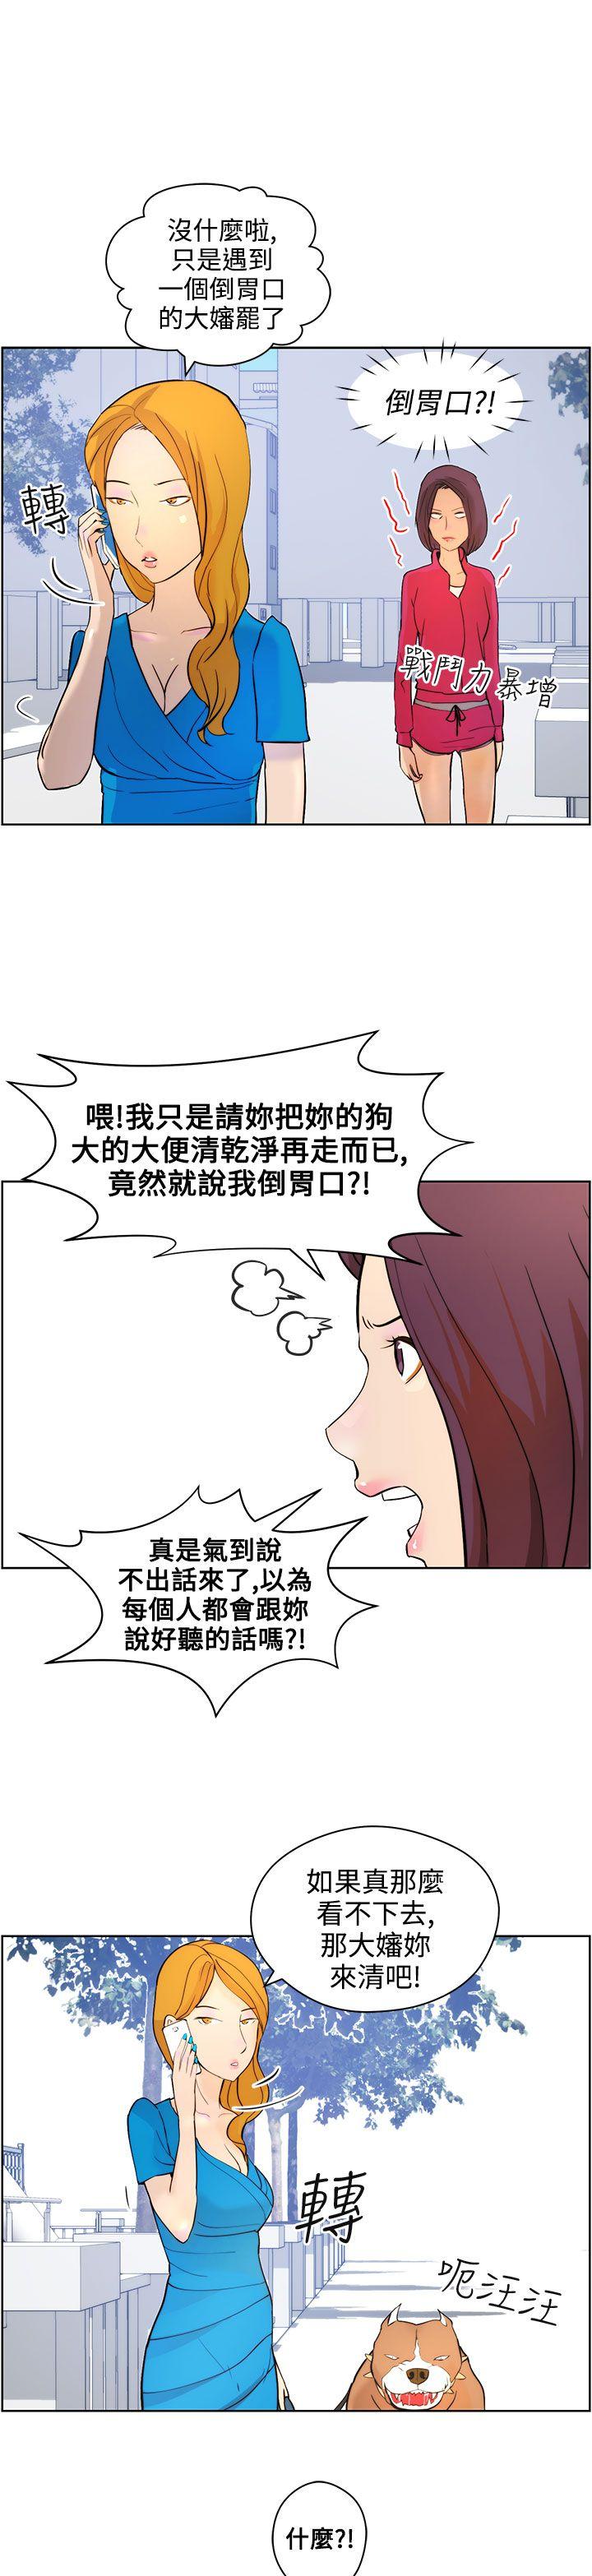 沒什麼啦,
只是遇到
一個倒胃口
的大嬸罷了
倒胃口?!
轉
戰鬥力暴增
喂!我只是請妳把妳的狗
大的大便清乾淨再走而已,
竟然就說我倒胃口?!
真是氣到說
不出話來了,以為
每個人都會跟妳
說好聽的話嗎?!
如果真那麼
看不下去,
那大嬸妳
來清吧!
轉
呃汪汪
什麼?!